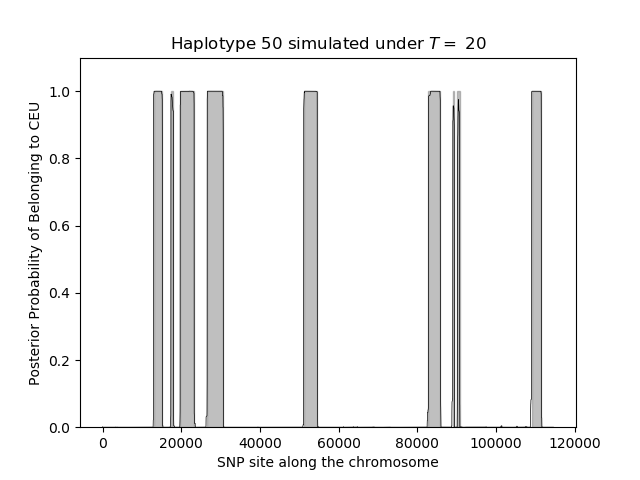 Haplotype 50 simulated under T = 20
Posterior Probability of Belonging to CEU
1.0
0.8
0.6
0.4
0.2
0.0
0 20000 40000 60000 80000 100000 120000
SNP site along the chromosome